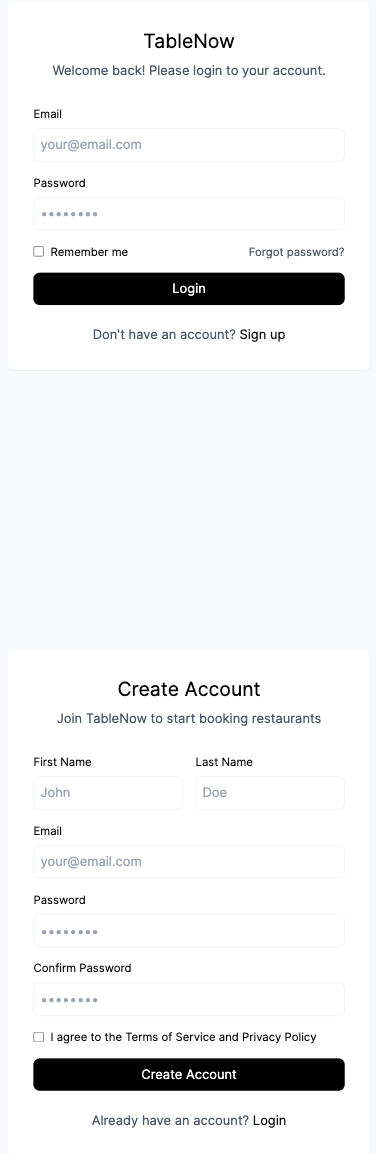 TableNow
Welcome back! Please login to your account.
Email
your@email.com
Password
••••••••
Remember me Forgot password?
Login
Don't have an account? Sign up
Create Account
Join TableNow to start booking restaurants
First Name Last Name
John Doe
Email
your@email.com
Password
••••••••
Confirm Password
••••••••
I agree to the Terms of Service and Privacy Policy
Create Account
Already have an account? Login